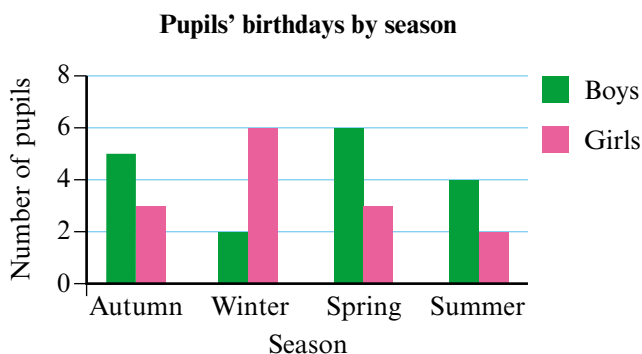 Pupils’ birthdays by season
Number of pupils
8
6
4
2
0
Autumn Winter Spring Summer
Season
Boys
Girls